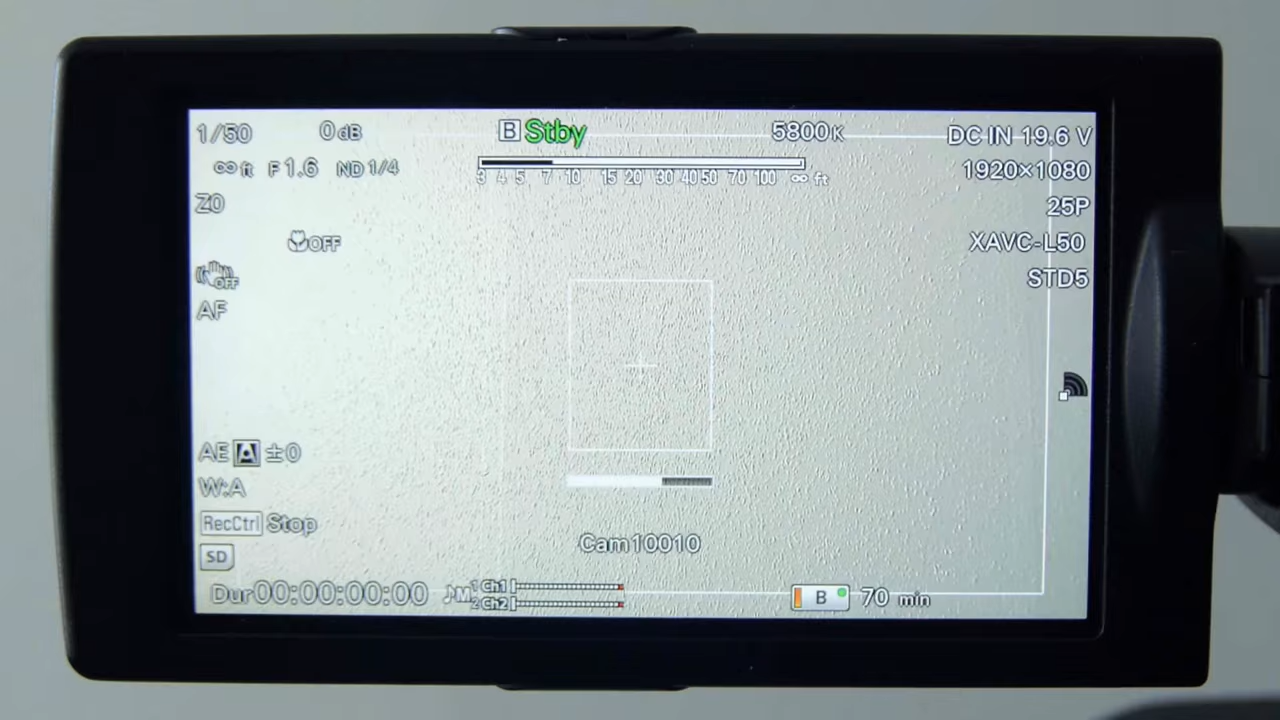 1/50 0dB B Stby 5800K DC IN 19.6 V
∞ ft F1.6 ND1/4 1920×1080
3 4 5 7 10 15 20 30 40 50 70 100 ∞ ft
Z0 25P
OFF XAVC-L50
OFF STD5
AF
AE A ±0
W:A
RecCtrl Stop
SD Cam10010
Dur00:00:00:00 M 1 Ch1
2 Ch2
B 70 min